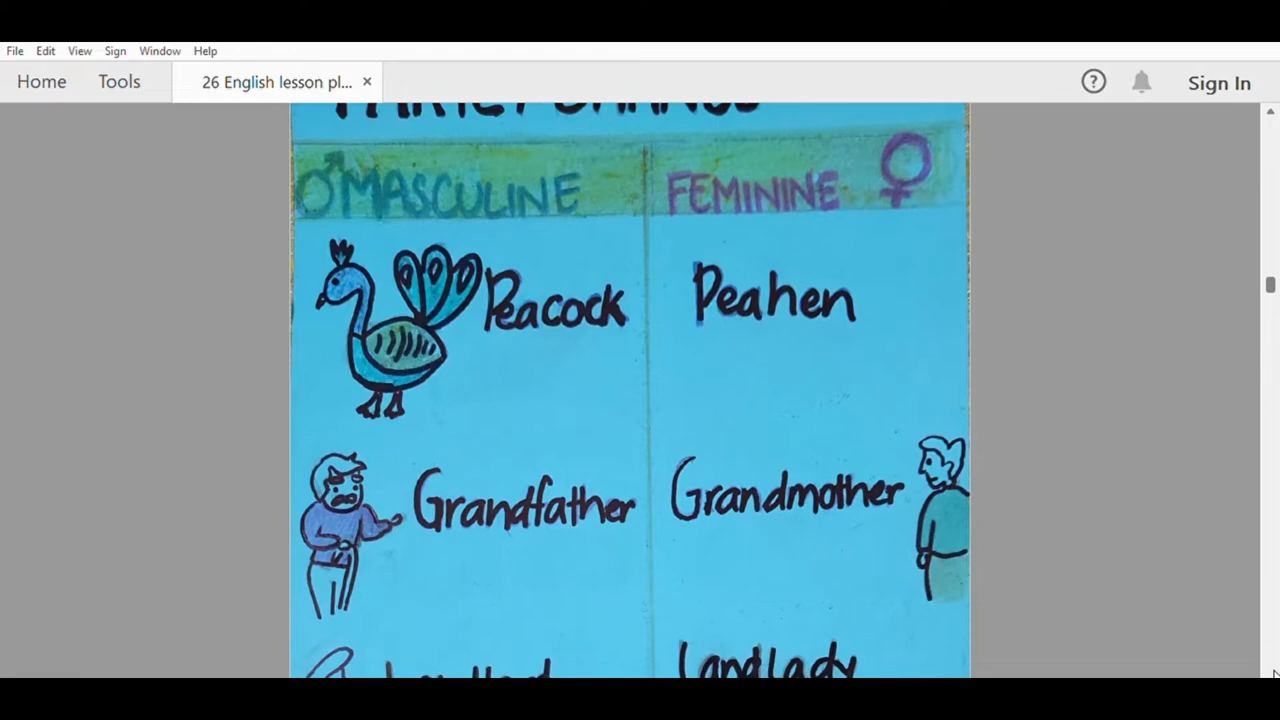 File Edit View Sign Window Help
Home Tools 26 English lesson pl... × ? Sign In
♂MASCULINE FEMININE ♀
Peacock Peahen
Grandfather Grandmother
Landlady